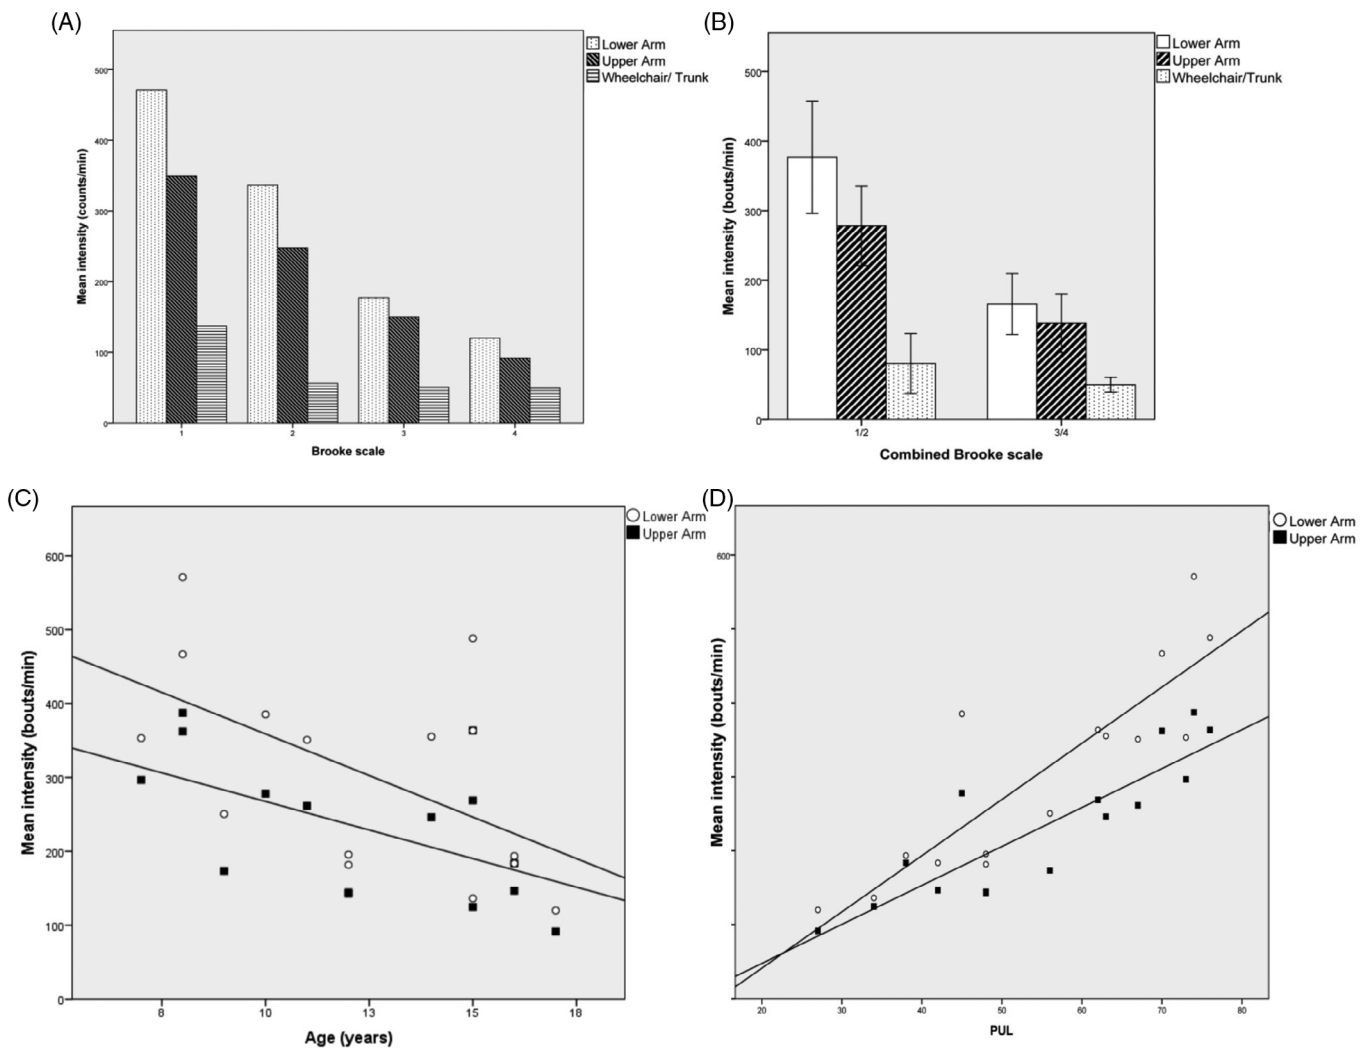 (A)
Lower Arm
Upper Arm
Wheelchair/ Trunk
500
400
300
200
100
0
Mean intensity (counts/min)
1 2 3 4
Brooke scale
(B)
Lower Arm
Upper Arm
Wheelchair/Trunk
500
400
300
200
100
0
Mean intensity (bouts/min)
1/2 3/4
Combined Brooke scale
(C)
Lower Arm
Upper Arm
600
500
400
300
200
100
0
Mean intensity (bouts/min)
8 10 13 15 18
Age (years)
(D)
Lower Arm
Upper Arm
600
Mean intensity (bouts/min)
20 30 40 50 60 70 80
PUL